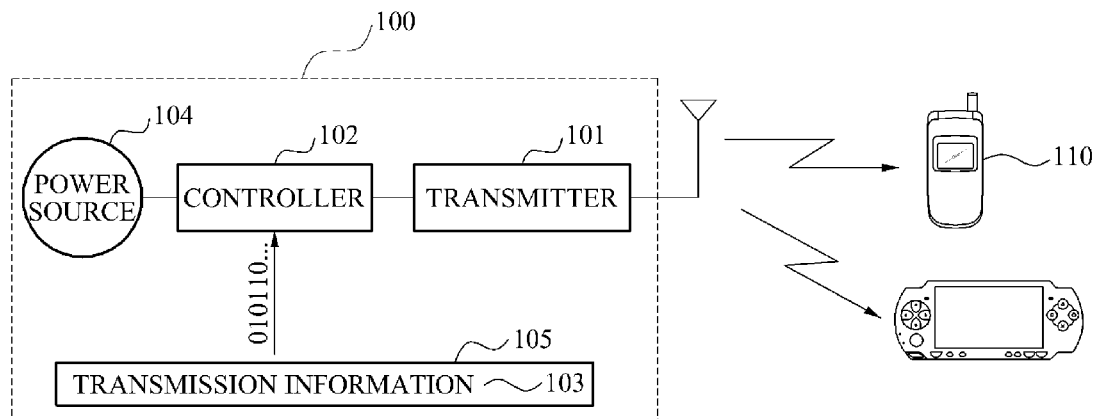 100
104
102
101
110
POWER
SOURCE
CONTROLLER
TRANSMITTER
010110...
105
TRANSMISSION INFORMATION
103